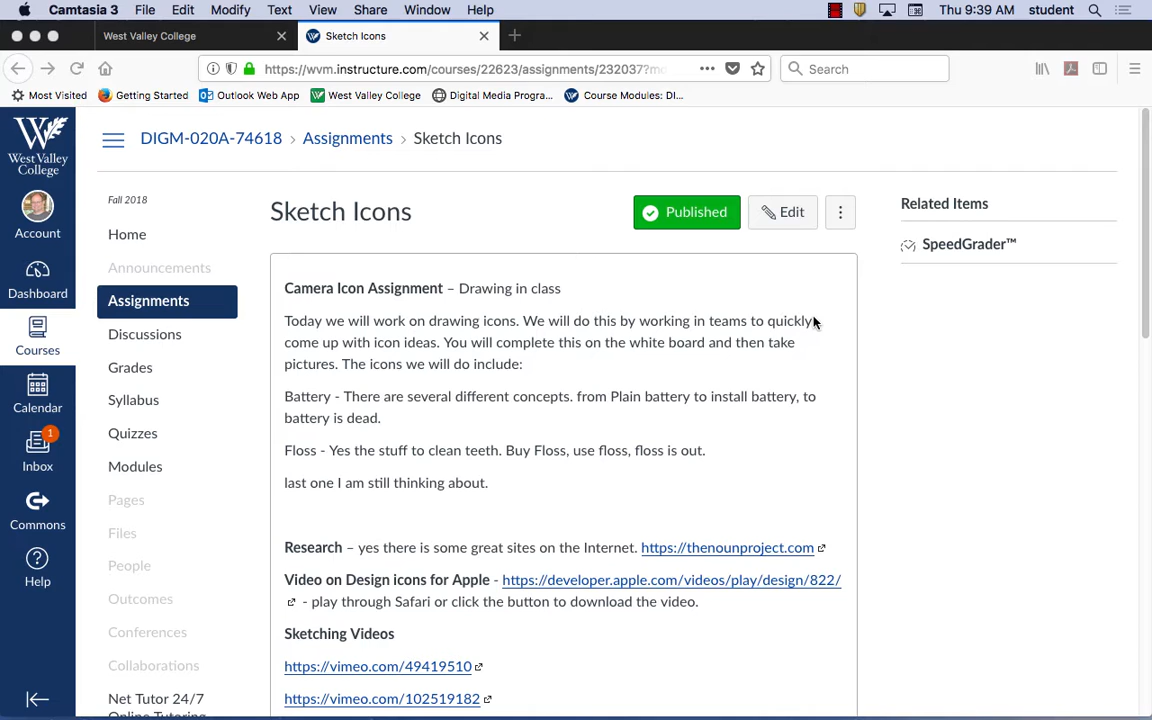 Camtasia 3 File Edit Modify Text View Share Window Help Thu 9:39 AM student
West Valley College Sketch Icons
https://wvm.instructure.com/courses/22623/assignments/232037?m Search
Most Visited Getting Started Outlook Web App West Valley College Digital Media Progra... Course Modules: DI...
West Valley College
DIGM-020A-74618 › Assignments › Sketch Icons
Account
Dashboard
Courses
Calendar
1
Inbox
Commons
Help
Fall 2018
Home
Announcements
Assignments
Discussions
Grades
Syllabus
Quizzes
Modules
Pages
Files
People
Outcomes
Conferences
Collaborations
Net Tutor 24/7
Online Tutoring
Sketch Icons
Published Edit
Camera Icon Assignment – Drawing in class
Today we will work on drawing icons. We will do this by working in teams to quickly
come up with icon ideas. You will complete this on the white board and then take
pictures. The icons we will do include:
Battery - There are several different concepts. from Plain battery to install battery, to
battery is dead.
Floss - Yes the stuff to clean teeth. Buy Floss, use floss, floss is out.
last one I am still thinking about.
Research – yes there is some great sites on the Internet. https://thenounproject.com
Video on Design icons for Apple - https://developer.apple.com/videos/play/design/822/
- play through Safari or click the button to download the video.
Sketching Videos
https://vimeo.com/49419510
https://vimeo.com/102519182
Related Items
SpeedGrader™